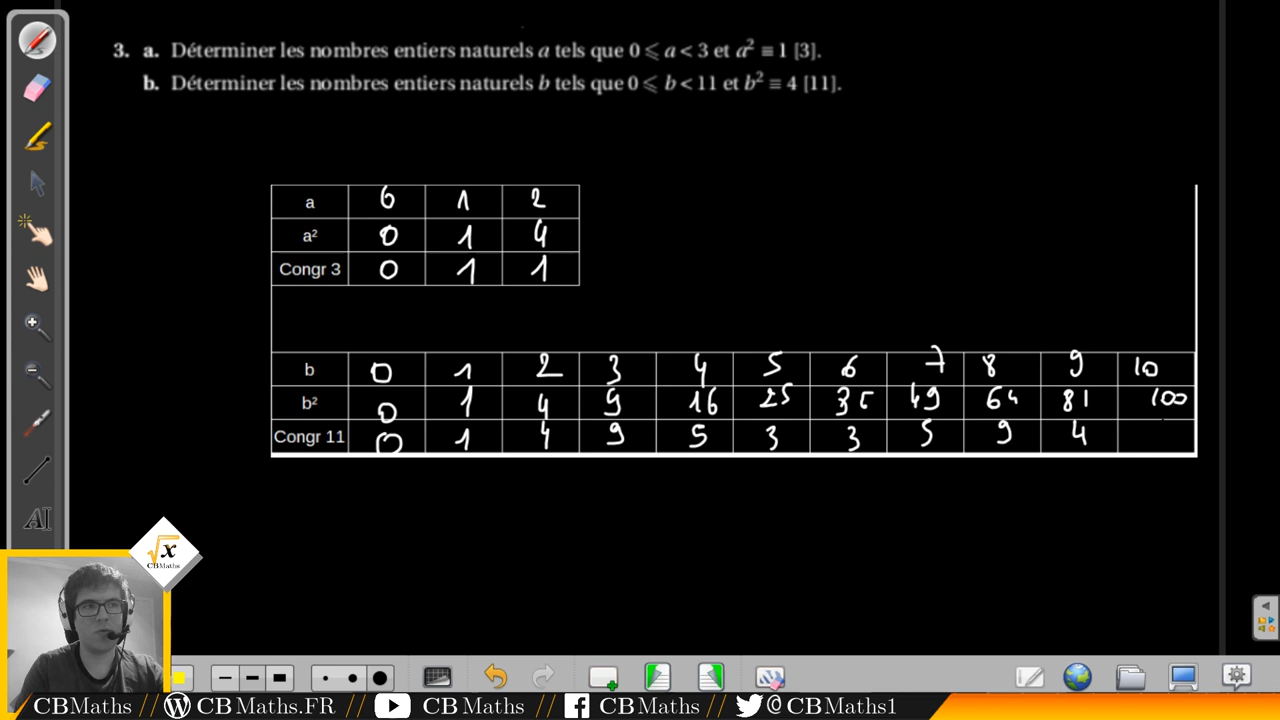 3. a. Déterminer les nombres entiers naturels a tels que 0 ⩽ a < 3 et a² ≡ 1 [3].
b. Déterminer les nombres entiers naturels b tels que 0 ⩽ b < 11 et b² ≡ 4 [11].
a 0 1 2
a² 0 1 4
Congr 3 0 1 1
b 0 1 2 3 4 5 6 7 8 9 10
b² 0 1 4 9 16 25 36 49 64 81 100
Congr 11 0 1 4 9 5 3 3 5 9 4
AI
√x
CBMaths
CBMaths // CBMaths.FR // CBMaths // CBMaths // @CBMaths1